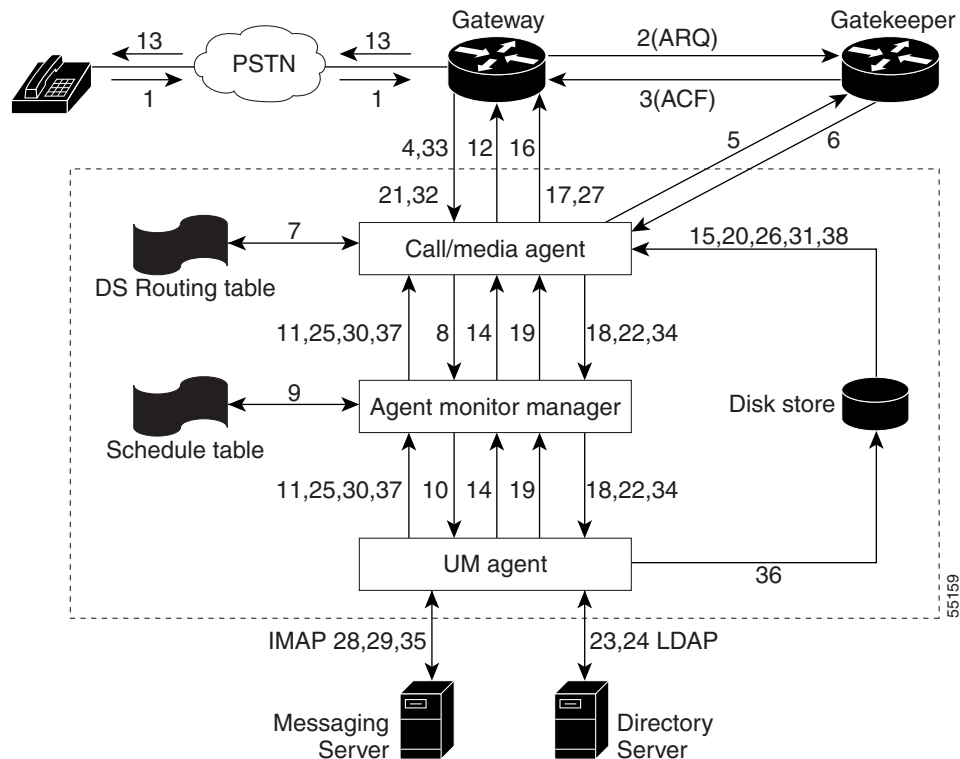 Gateway
Gatekeeper
13
13
2(ARQ)
PSTN
1
1
3(ACF)
4,33
12
16
5
6
21,32
17,27
7
Call/media agent
15,20,26,31,38
DS Routing table
11,25,30,37
8
14
19
18,22,34
9
Agent monitor manager
Disk store
Schedule table
11,25,30,37
10
14
19
18,22,34
UM agent
36
55159
IMAP 28,29,35
23,24 LDAP
Messaging
Server
Directory
Server